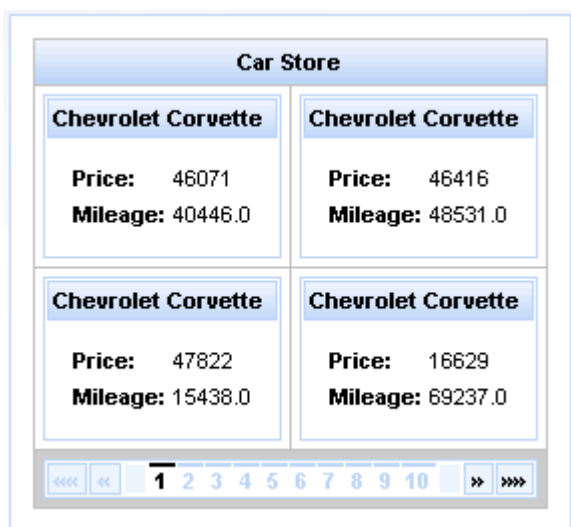 Car Store
Chevrolet Corvette Chevrolet Corvette
Price: 46071 Price: 46416
Mileage: 40446.0 Mileage: 48531.0
Chevrolet Corvette Chevrolet Corvette
Price: 47822 Price: 16629
Mileage: 15438.0 Mileage: 69237.0
«« « 1 2 3 4 5 6 7 8 9 10 » »»